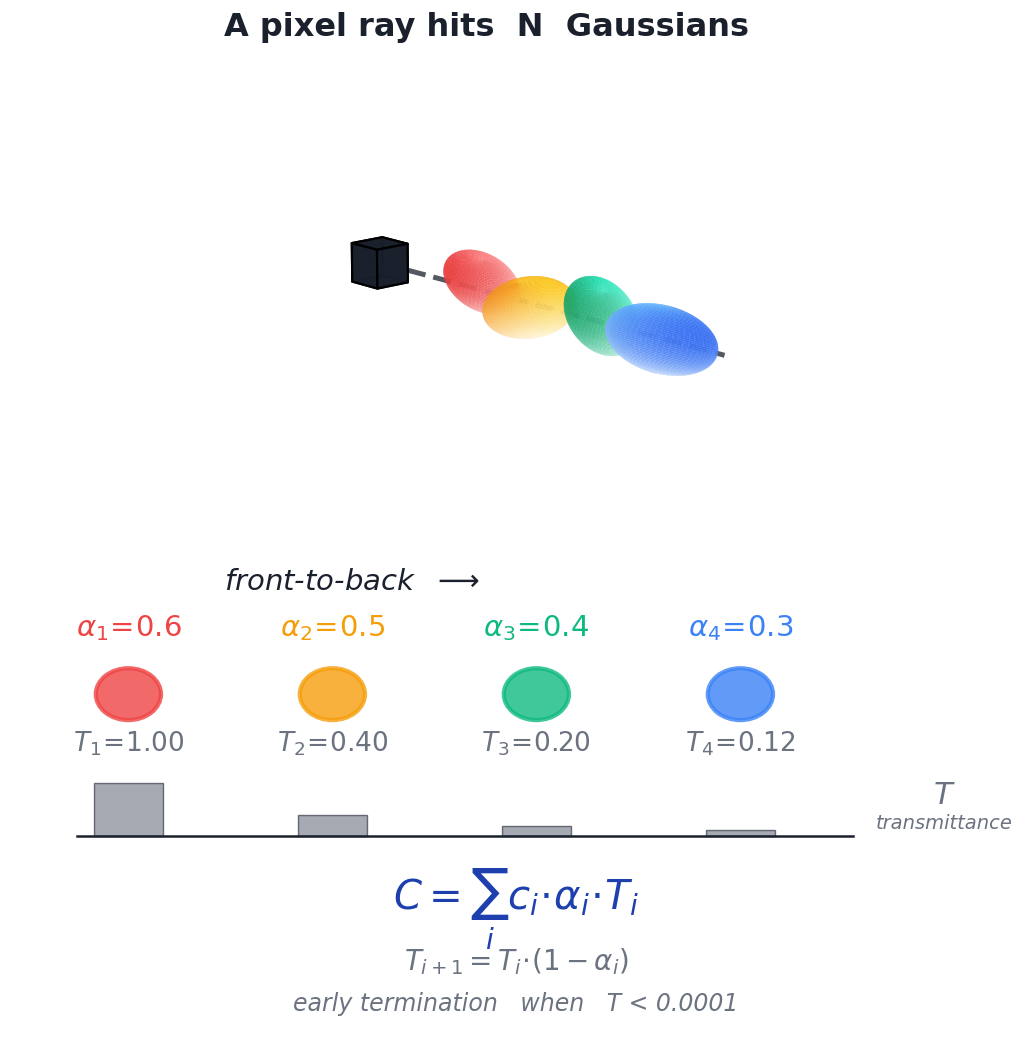 A pixel ray hits N Gaussians
front-to-back ⟶
α₁=0.6 α₂=0.5 α₃=0.4 α₄=0.3
T₁=1.00 T₂=0.40 T₃=0.20 T₄=0.12
T
transmittance
C = ∑ᵢ cᵢ·αᵢ·Tᵢ
Tᵢ₊₁ = Tᵢ·(1 − αᵢ)
early termination when T < 0.0001